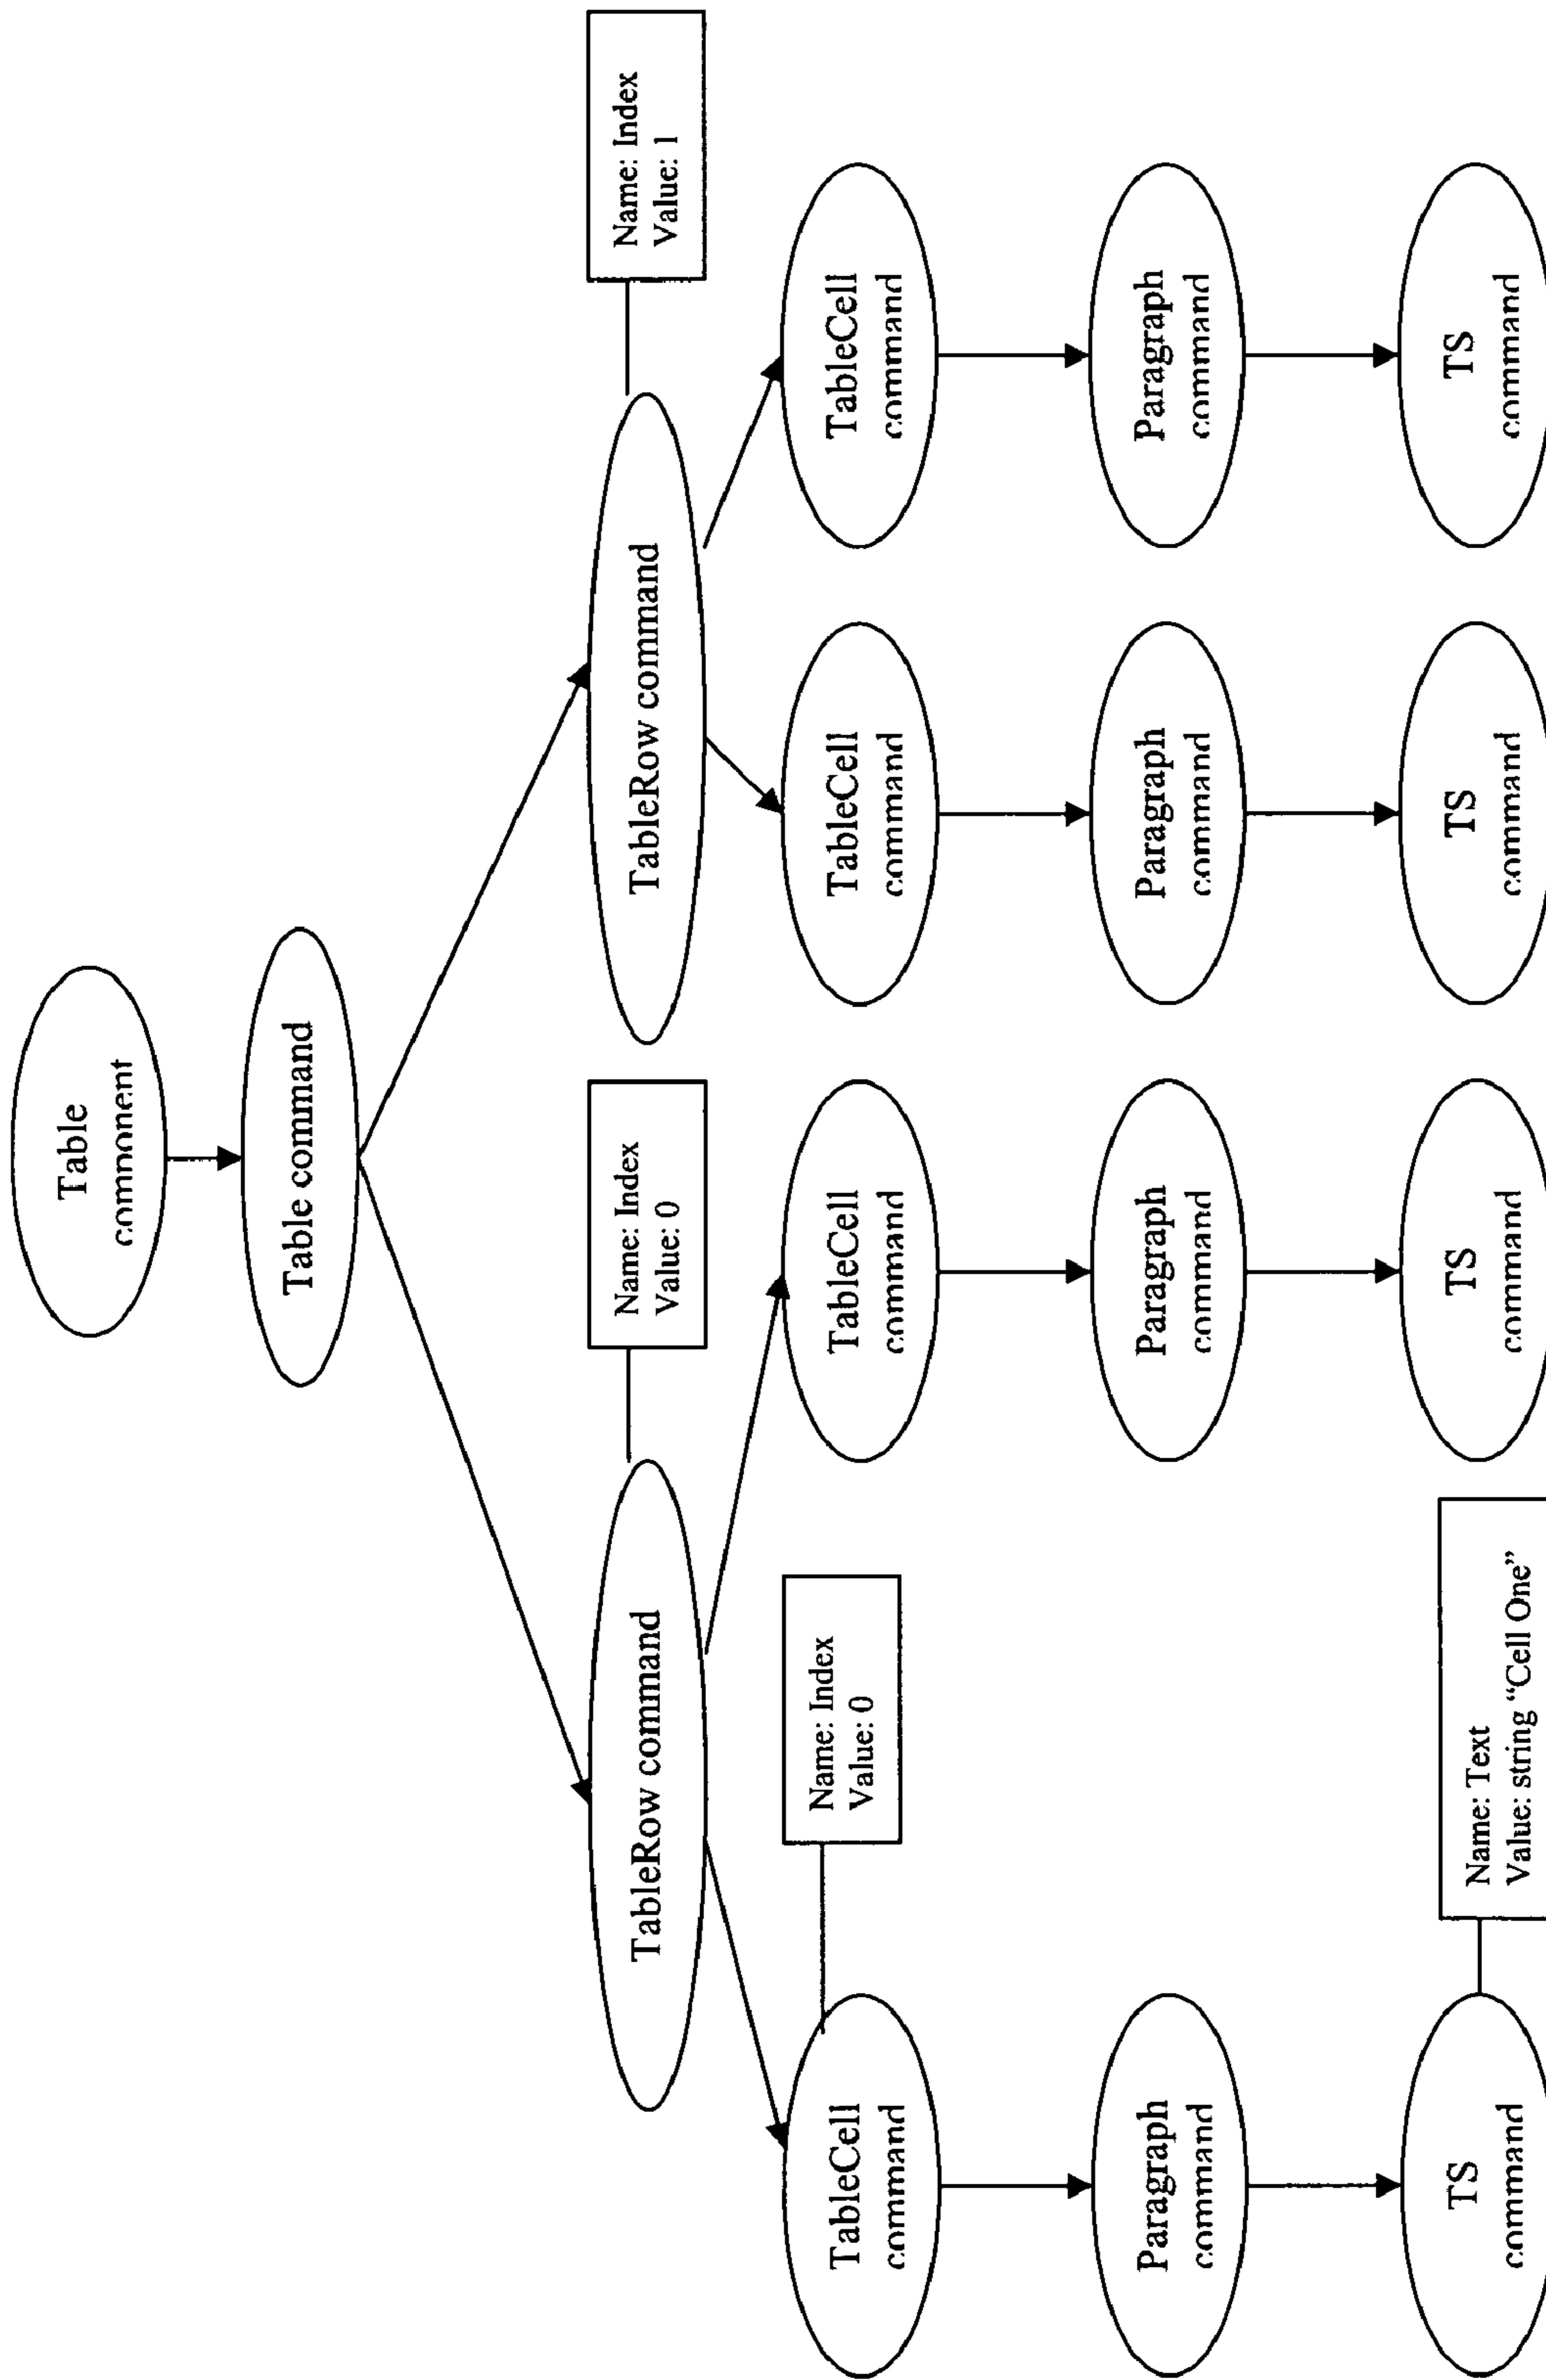 Table
component
Table command
TableRow command
Name: Index
Value: 0
TableRow command
Name: Index
Value: 1
TableCell
command
Name: Index
Value: 0
TableCell
command
TableCell
command
TableCell
command
Paragraph
command
Paragraph
command
Paragraph
command
Paragraph
command
TS
command
Name: Text
Value: string “Cell One”
TS
command
TS
command
TS
command